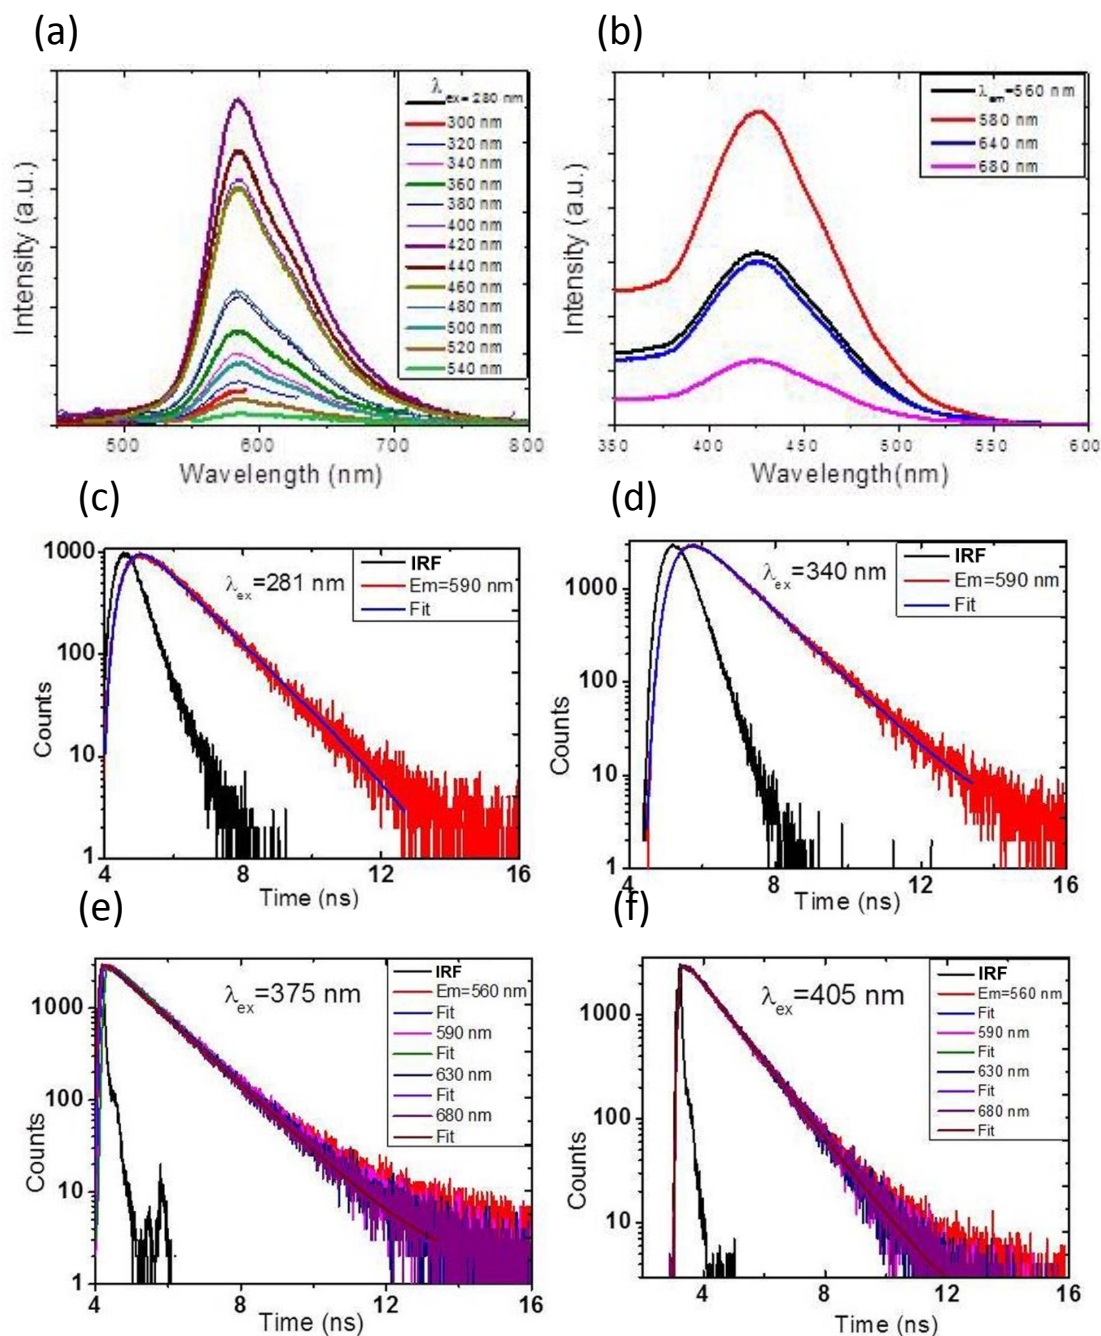 (a)
(b)
λ
ex= 280 nm
300 nm
320 nm
340 nm
360 nm
380 nm
400 nm
420 nm
440 nm
460 nm
480 nm
500 nm
520 nm
540 nm
Intensity (a.u.)
500 600 700 800
Wavelength (nm)
λem=560 nm
580 nm
640 nm
680 nm
Intensity (a.u.)
350 400 450 500 550 600
Wavelength(nm)
(c)
(d)
λex=281 nm
IRF
Em=590 nm
Fit
1000
100
10
1
Counts
4 8 12 16
Time (ns)
λex=340 nm
IRF
Em=590 nm
Fit
1000
100
10
1
Counts
4 8 12 16
Time (ns)
(e)
(f)
λex=375 nm
IRF
Em=560 nm
Fit
590 nm
Fit
630 nm
Fit
680 nm
Fit
1000
100
10
1
Counts
4 8 12 16
Time (ns)
λex=405 nm
IRF
Em=560 nm
Fit
590 nm
Fit
630 nm
Fit
680 nm
Fit
1000
100
10
Counts
4 8 12 16
Time (ns)